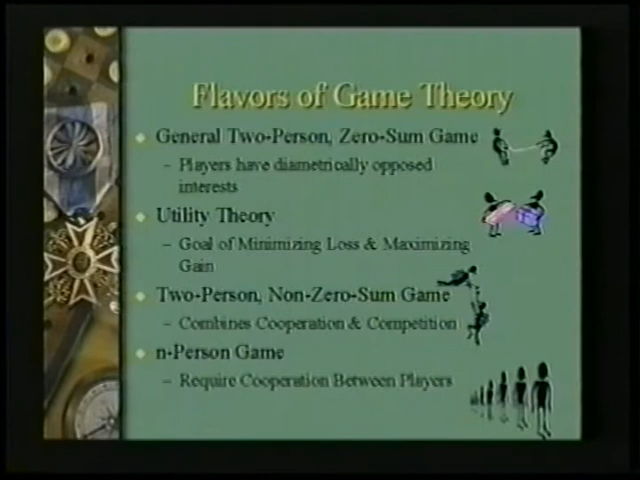 Flavors of Game Theory
General Two-Person, Zero-Sum Game
- Players have diametrically opposed
interests
Utility Theory
- Goal of Minimizing Loss & Maximizing
Gain
Two-Person, Non-Zero-Sum Game
- Combines Cooperation & Competition
n-Person Game
- Require Cooperation Between Players